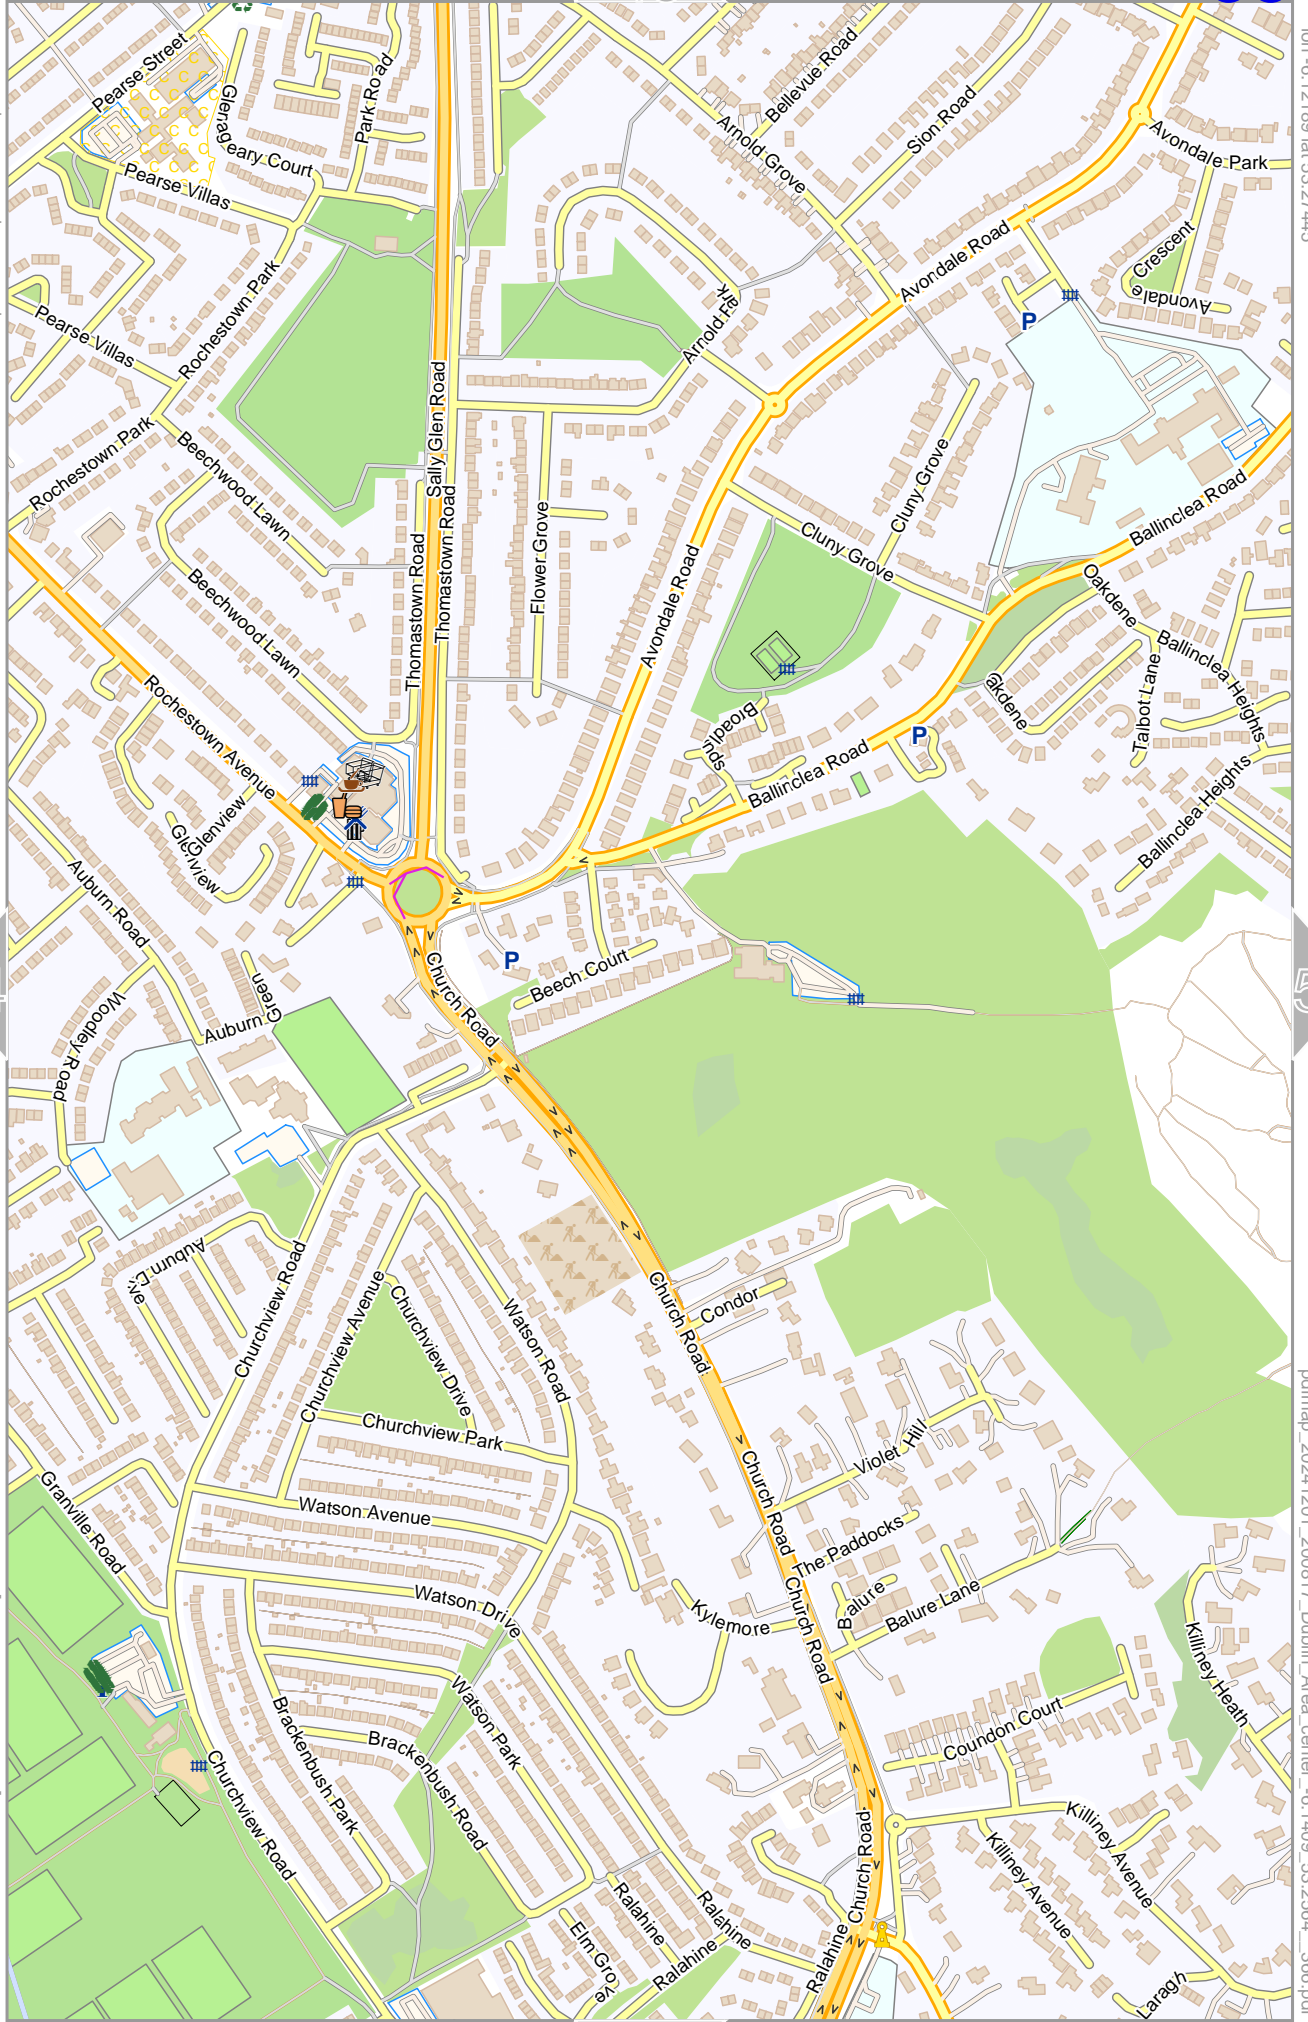 Pearse Street
Glenageary Court
Park Road
Pearse Villas
Bellevue Road
Arnold Grove
Sion Road
Avondale Park
Avondale Road
Avondale Crescent
Rochestown Park
Pearse Villas
Arnold Park
P
Sally Glen Road
Rochestown Park
Beechwood Lawn
Thomastown Road
Thomastown Road
Flower Grove
Cluny Grove
Cluny Grove
Ballinclea Road
Avondale Road
Beechwood Lawn
Oakdene
Ballinclea Heights
Talbot Lane
Oakdene
Rochestown Avenue
Broadlands
P
Ballinclea Road
Ballinclea Heights
Glenview
Glenview
Auburn Road
Church Road
P
Beech Court
Woodley Road
Auburn Green
Auburn Drive
Churchview Road
Churchview Avenue
Churchview Drive
Watson Road
Church Road
Condor
Churchview Park
Violet Hill
Church Road
Granville Road
Watson Avenue
The Paddocks
Watson Drive
Kylemore
Church Road
Balure
Balure Lane
Killiney Heath
Watson Park
Brackenbush Park
Brackenbush Road
Coundon Court
Churchview Road
Church Road
Killiney Avenue
Killiney Avenue
Ralahine
Ralahine
Elm Grove
Ralahine
Ralahine
Laragh